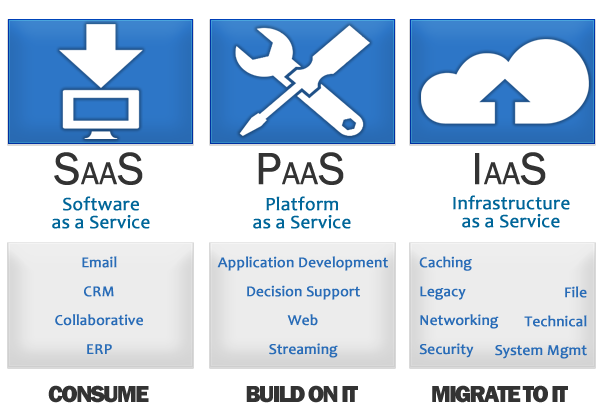 SaaS
Software
as a Service
Email
CRM
Collaborative
ERP
CONSUME
PaaS
Platform
as a Service
Application Development
Decision Support
Web
Streaming
BUILD ON IT
IaaS
Infrastructure
as a Service
Caching
Legacy File
Networking Technical
Security System Mgmt
MIGRATE TO IT